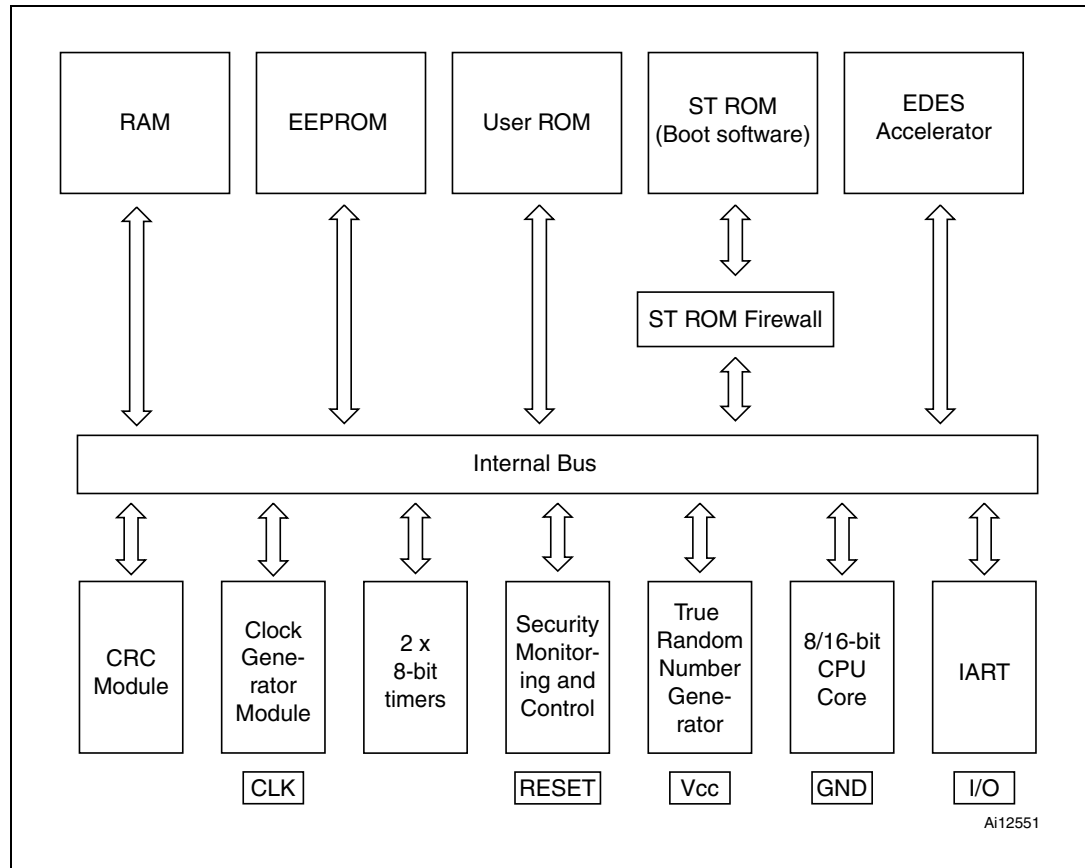 RAM
EEPROM
User ROM
ST ROM
(Boot software)
EDES
Accelerator
ST ROM Firewall
Internal Bus
CRC
Module
Clock
Gene-
rator
Module
2 x
8-bit
timers
Security
Monitor-
ing and
Control
True
Random
Number
Gene-
rator
8/16-bit
CPU
Core
IART
CLK
RESET
Vcc
GND
I/O
Ai12551